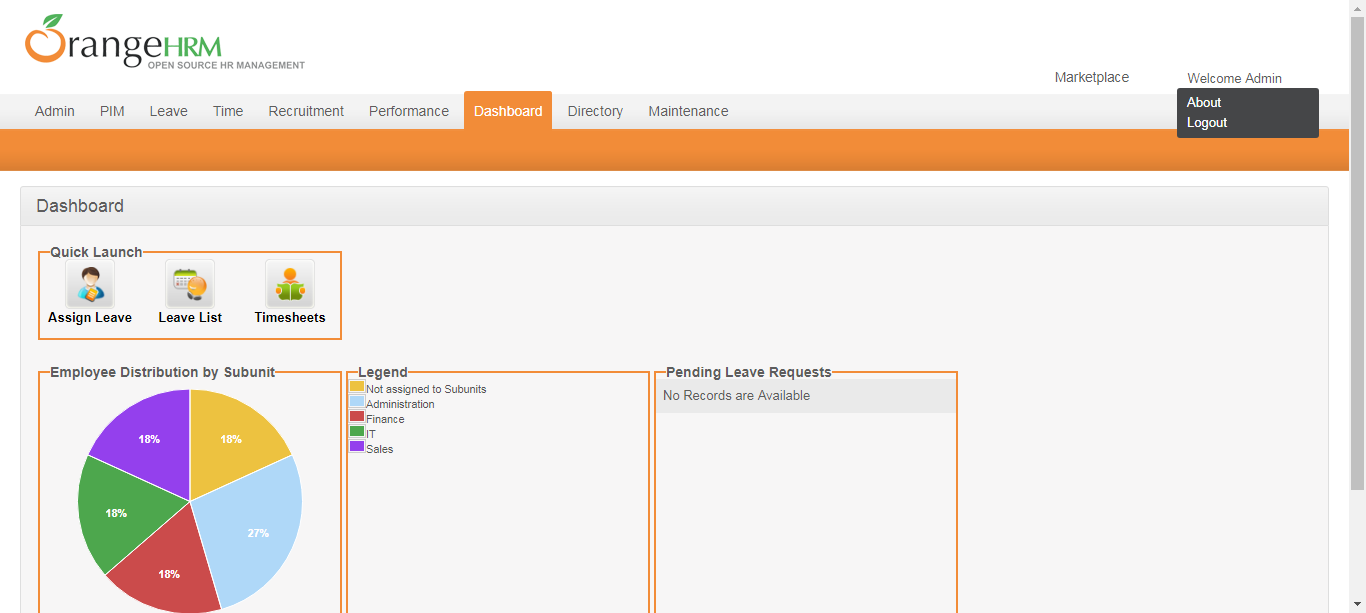 OrangeHRM
OPEN SOURCE HR MANAGEMENT
Marketplace
Welcome Admin
Admin PIM Leave Time Recruitment Performance Dashboard Directory Maintenance
About
Logout
Dashboard
Quick Launch
Assign Leave Leave List Timesheets
Employee Distribution by Subunit
18%
18%
27%
18%
18%
Legend
Not assigned to Subunits
Administration
Finance
IT
Sales
Pending Leave Requests
No Records are Available